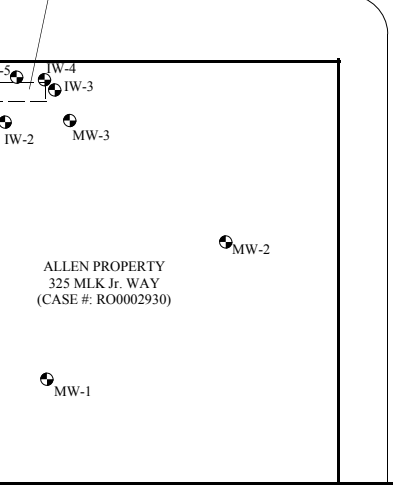 -5
IW-4
IW-3
IW-2
MW-3
MW-2
ALLEN PROPERTY
325 MLK Jr. WAY
(CASE #: RO0002930)
MW-1